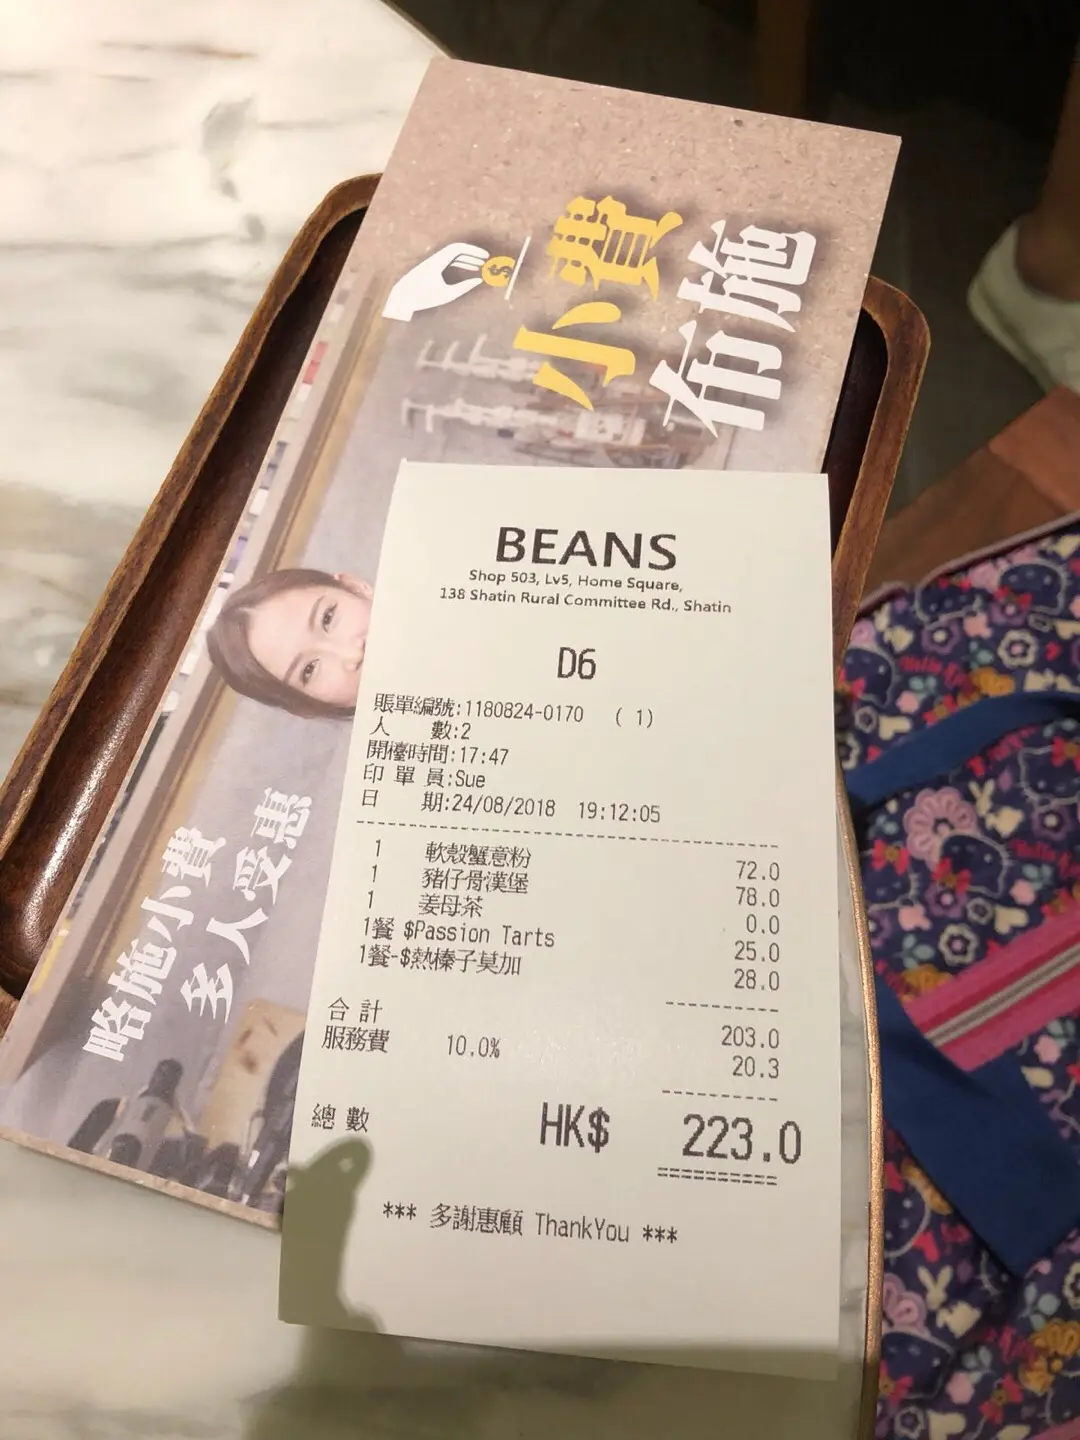 小費
布施
略施小費
多人受惠
BEANS
Shop 503, Lv5, Home Square,
138 Shatin Rural Committee Rd., Shatin
D6
賬單編號:1180824-0170 ( 1)
人 數:2
開檯時間:17:47
印 單 員:Sue
日 期:24/08/2018 19:12:05
1 軟殼蟹意粉 72.0
1 豬仔骨漢堡 78.0
1 姜母茶 0.0
1餐 $Passion Tarts 25.0
1餐-$熱榛子莫加 28.0
合 計 203.0
服務費 10.0% 20.3
總 數 HK$ 223.0
*** 多謝惠顧 ThankYou ***